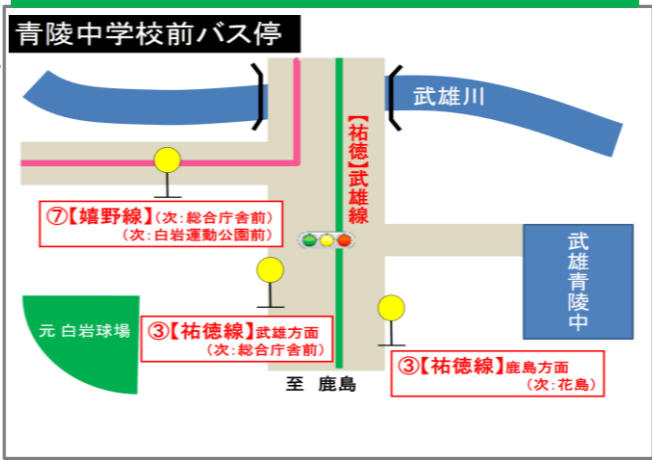 青陵中学校前バス停
武雄川
【祐徳】武雄線
⑦【嬉野線】(次:総合庁舎前)
(次:白岩運動公園前)
武雄青陵中
元 白岩球場
③【祐徳線】武雄方面
(次:総合庁舎前)
③【祐徳線】鹿島方面
(次:花島)
至 鹿島